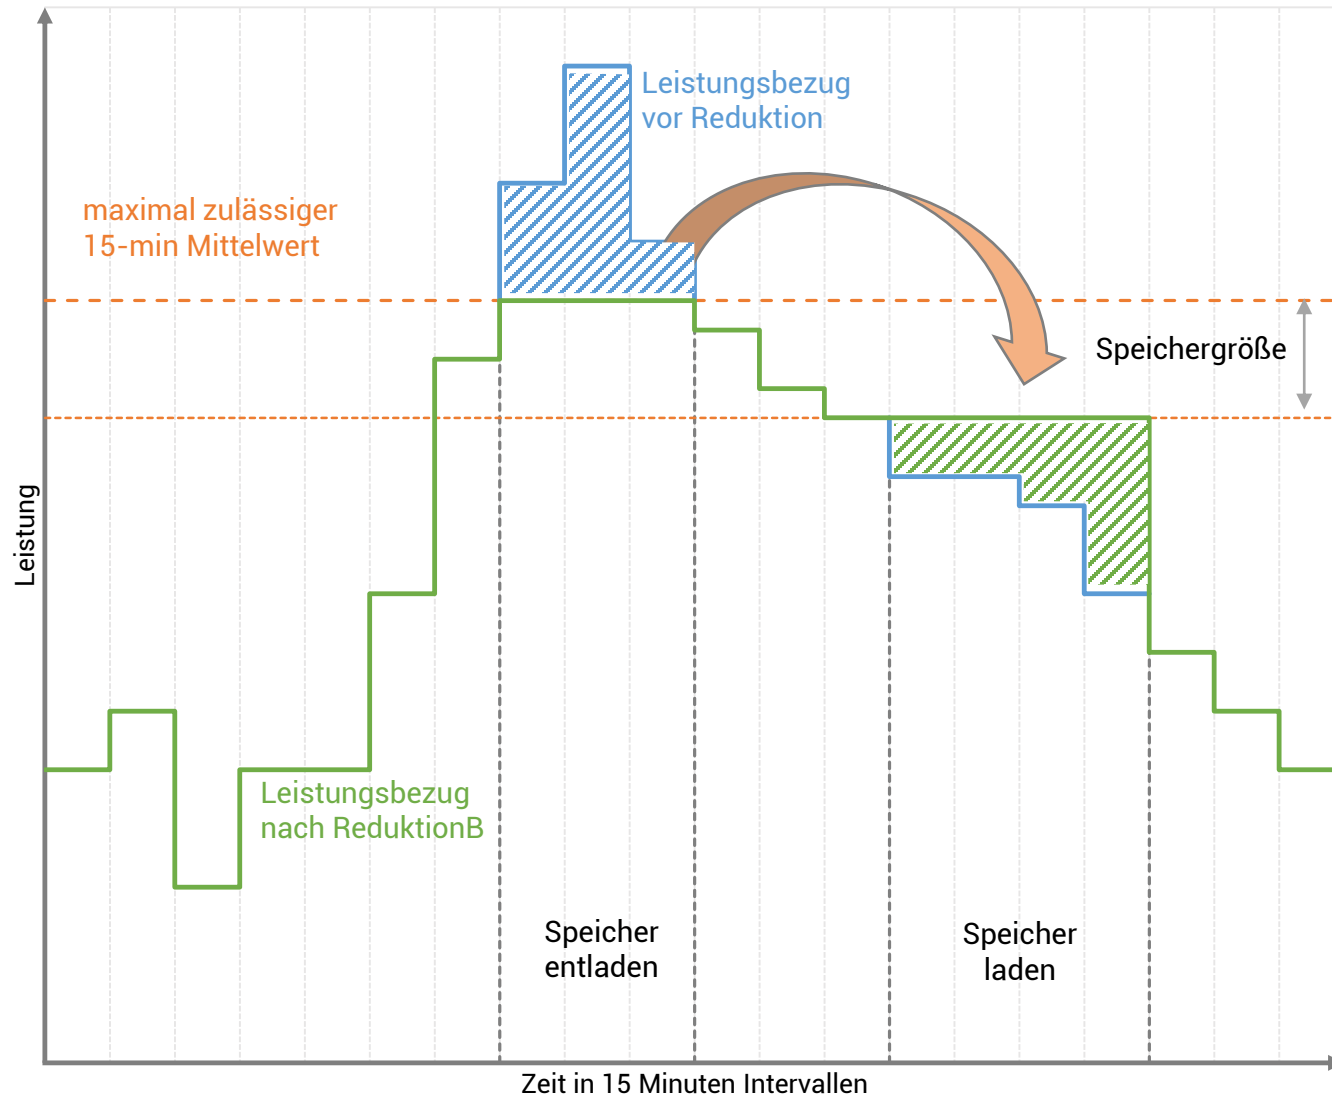 Leistungsbezug
vor Reduktion
maximal zulässiger
15-min Mittelwert
Speichergröße
Leistung
Leistungsbezug
nach ReduktionB
Speicher
entladen
Speicher
laden
Zeit in 15 Minuten Intervallen